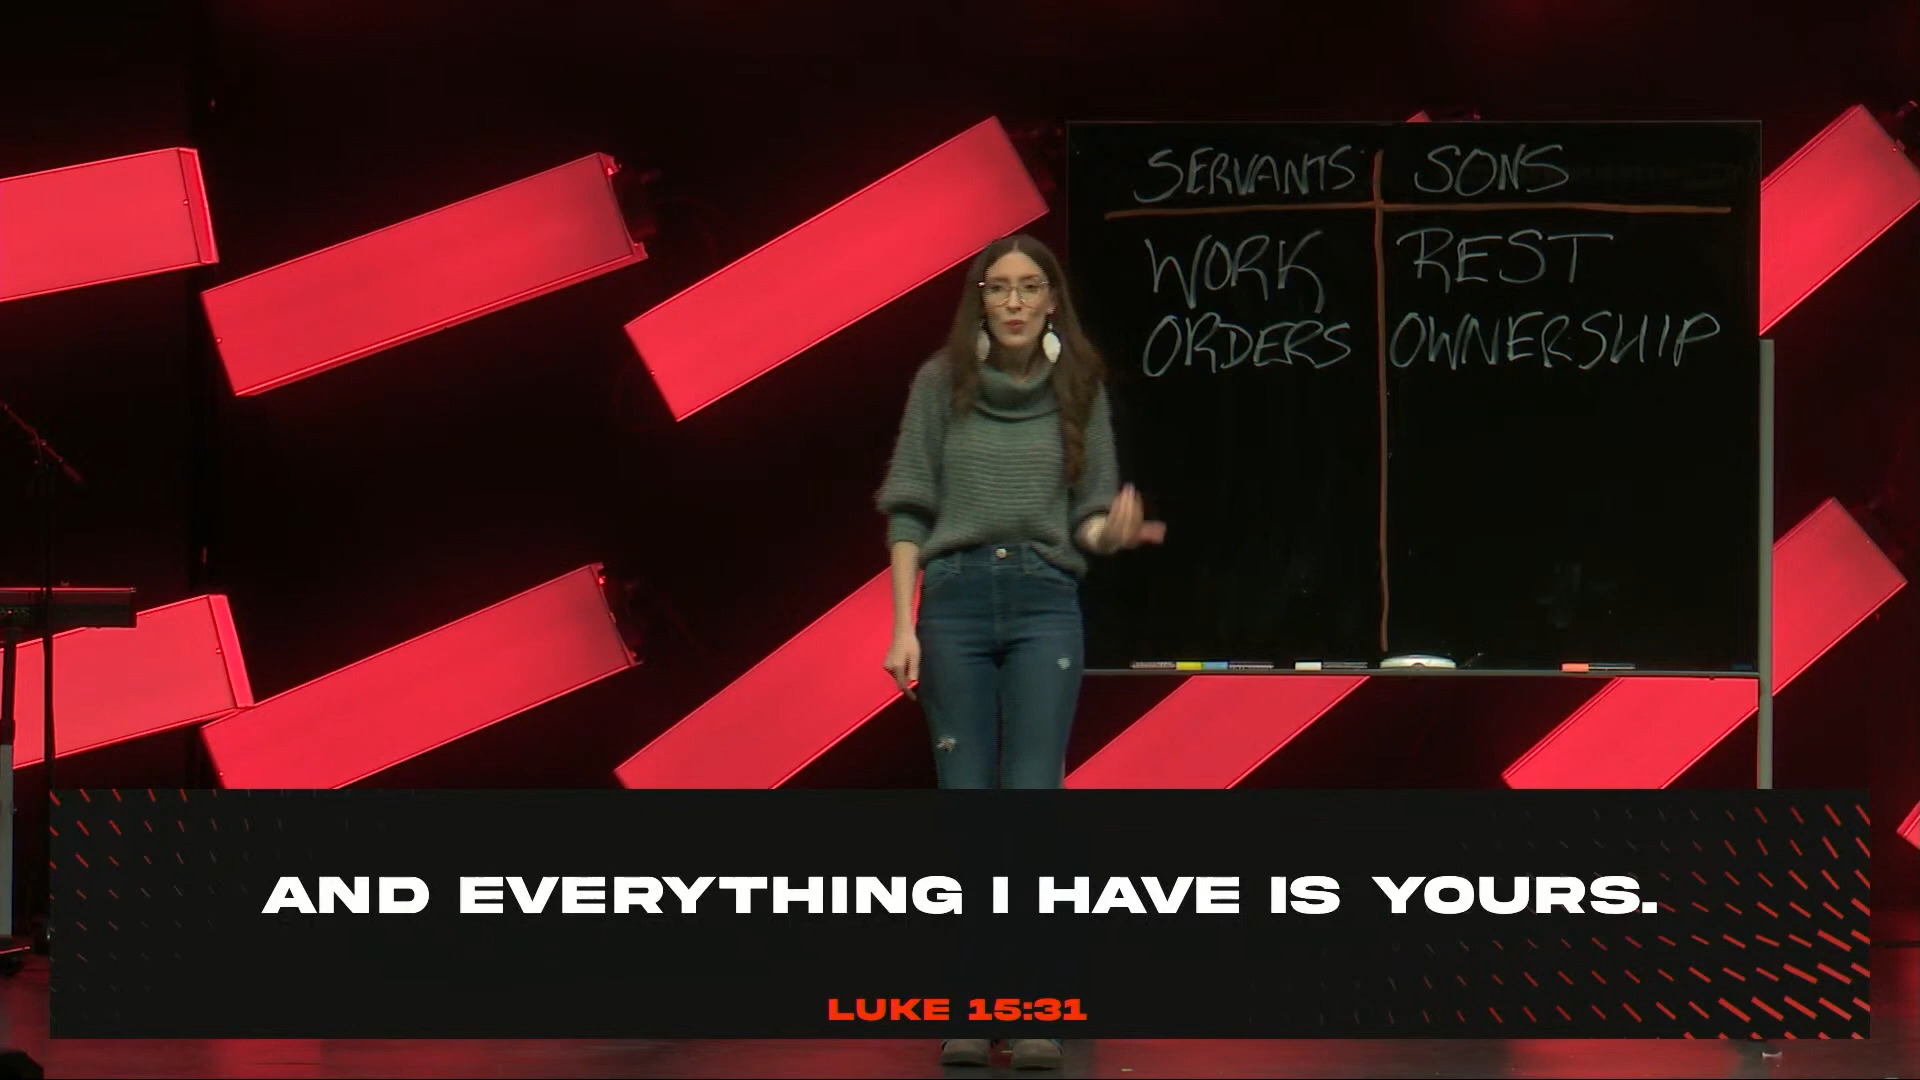 SERVANTS SONS
WORK REST
ORDERS OWNERSHIP
AND EVERYTHING I HAVE IS YOURS.
LUKE 15:31